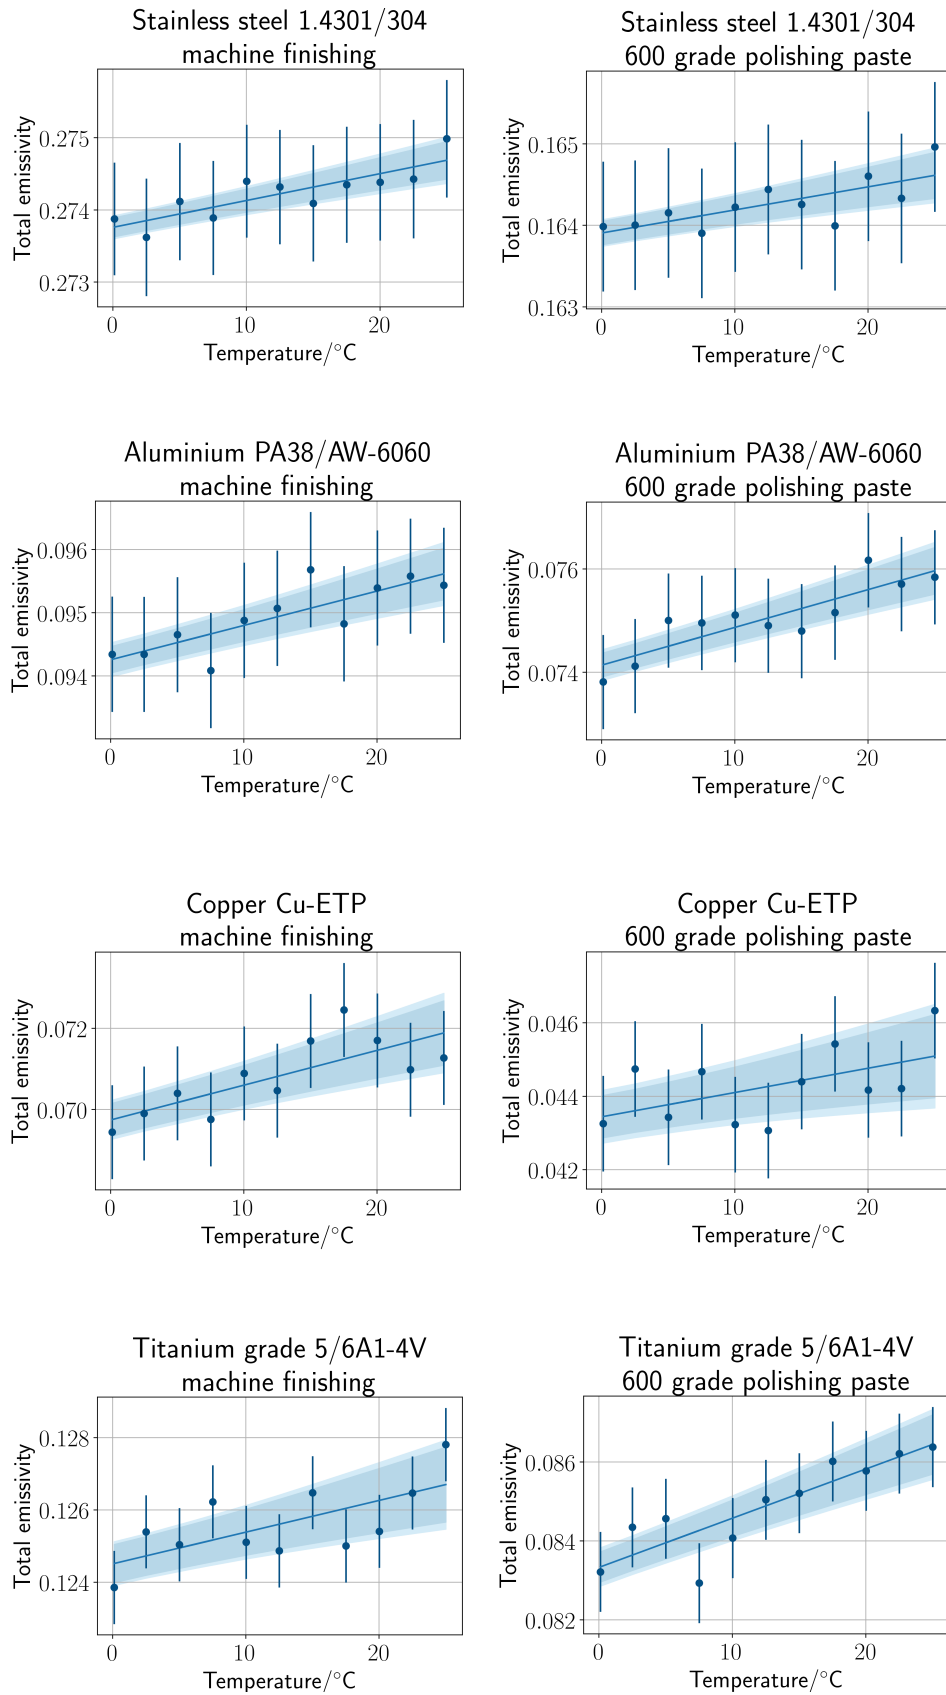 Stainless steel 1.4301/304
machine finishing
Total emissivity
0.275
0.274
0.273
0
10
20
Temperature/°C
Stainless steel 1.4301/304
600 grade polishing paste
Total emissivity
0.165
0.164
0.163
0
10
20
Temperature/°C
Aluminium PA38/AW-6060
machine finishing
Total emissivity
0.096
0.095
0.094
0
10
20
Temperature/°C
Aluminium PA38/AW-6060
600 grade polishing paste
Total emissivity
0.076
0.074
0
10
20
Temperature/°C
Copper Cu-ETP
machine finishing
Total emissivity
0.072
0.070
0
10
20
Temperature/°C
Copper Cu-ETP
600 grade polishing paste
Total emissivity
0.046
0.044
0.042
0
10
20
Temperature/°C
Titanium grade 5/6A1-4V
machine finishing
Total emissivity
0.128
0.126
0.124
0
10
20
Temperature/°C
Titanium grade 5/6A1-4V
600 grade polishing paste
Total emissivity
0.086
0.084
0.082
0
10
20
Temperature/°C